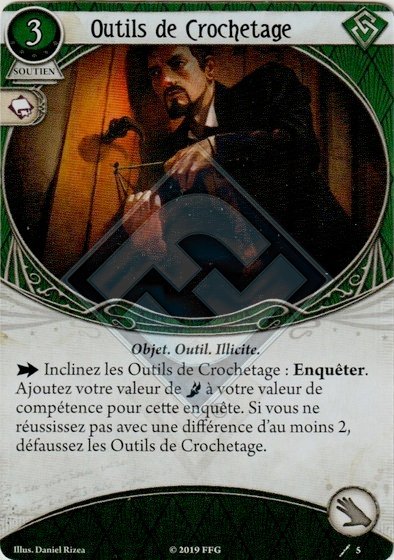 3
Outils de Crochetage
SOUTIEN
Objet. Outil. Illicite.
Inclinez les Outils de Crochetage : Enquêter.
Ajoutez votre valeur de à votre valeur de
compétence pour cette enquête. Si vous ne
réussissez pas avec une différence d'au moins 2,
défaussez les Outils de Crochetage.
Illus. Daniel Rizea
© 2019 FFG
S